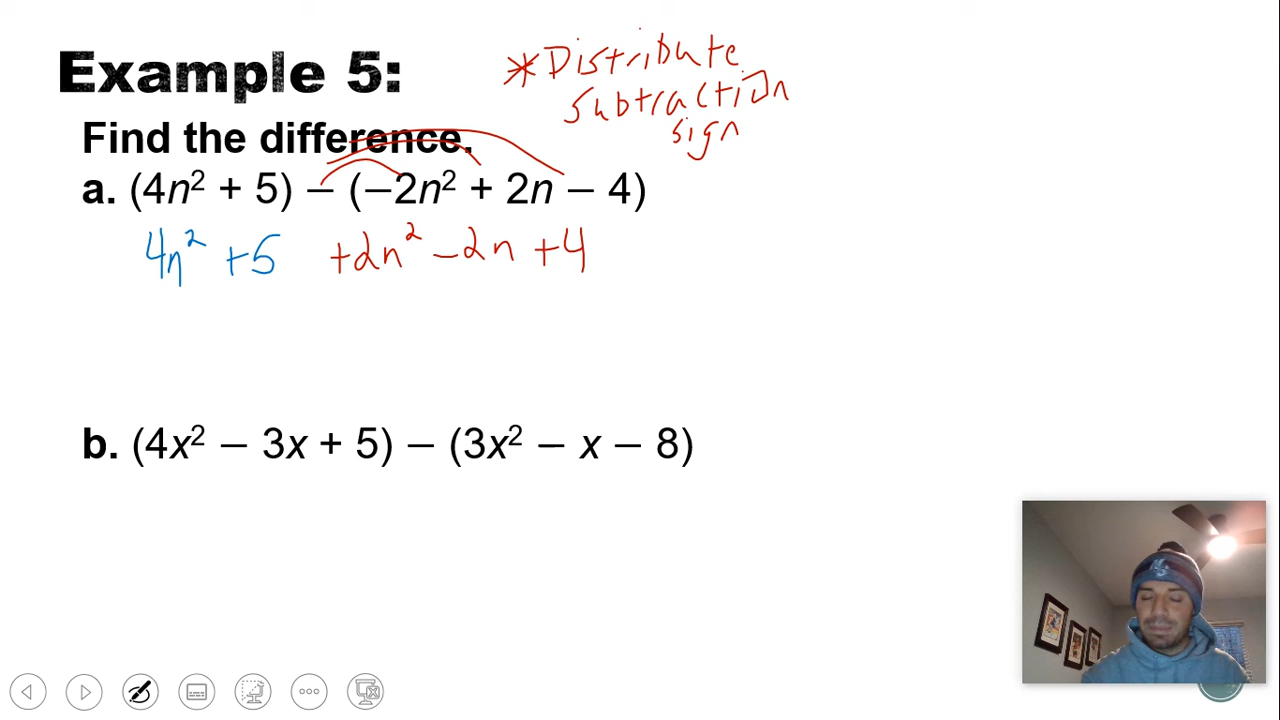 Example 5:
*Distribute
subtraction
sign
Find the difference.
a. (4n² + 5) – (–2n² + 2n – 4)
4n² +5 +2n² –2n +4
b. (4x² – 3x + 5) – (3x² – x – 8)